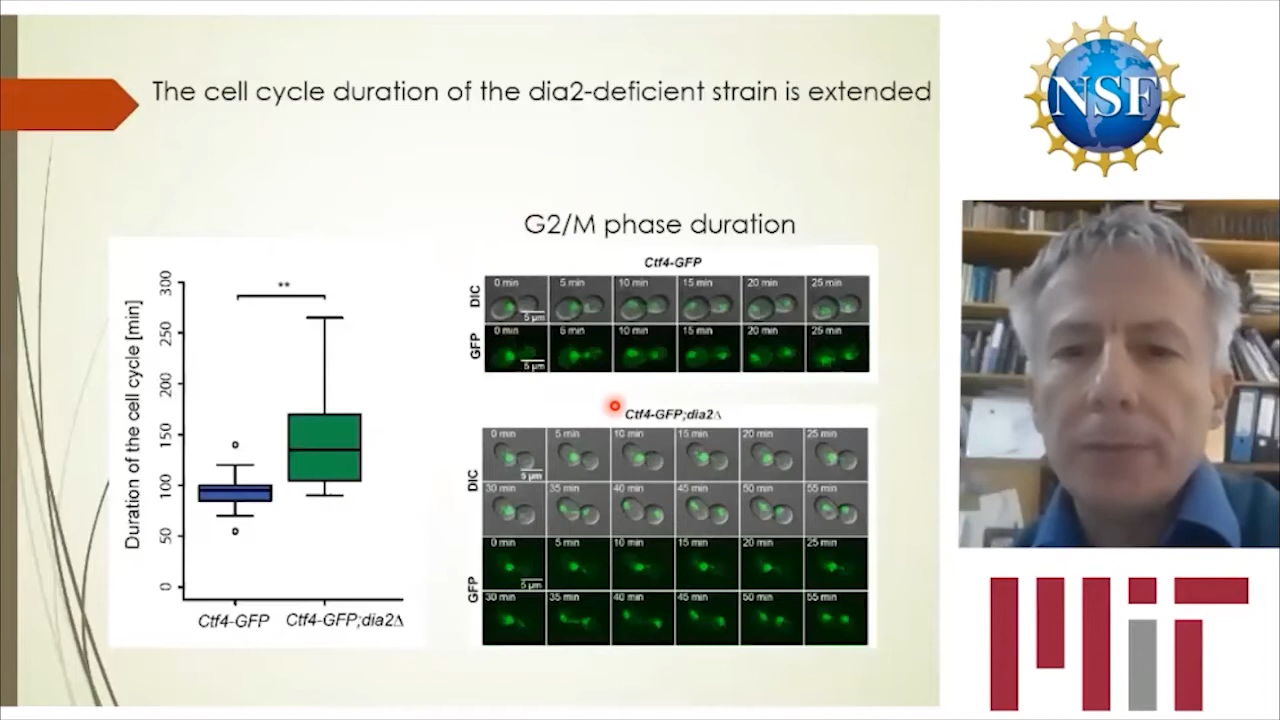 The cell cycle duration of the dia2-deficient strain is extended
G2/M phase duration
Duration of the cell cycle [min]
300
250
200
150
100
50
0
**
Ctf4-GFP
Ctf4-GFP;dia2Δ
Ctf4-GFP
DIC
0 min 5 min 10 min 15 min 20 min 25 min
5 µm
GFP
0 min 5 min 10 min 15 min 20 min 25 min
5 µm
Ctf4-GFP;dia2Δ
DIC
0 min 5 min 10 min 15 min 20 min 25 min
5 µm
30 min 35 min 40 min 45 min 50 min 55 min
GFP
0 min 5 min 10 min 15 min 20 min 25 min
5 µm
30 min 35 min 40 min 45 min 50 min 55 min
NSF
MIT